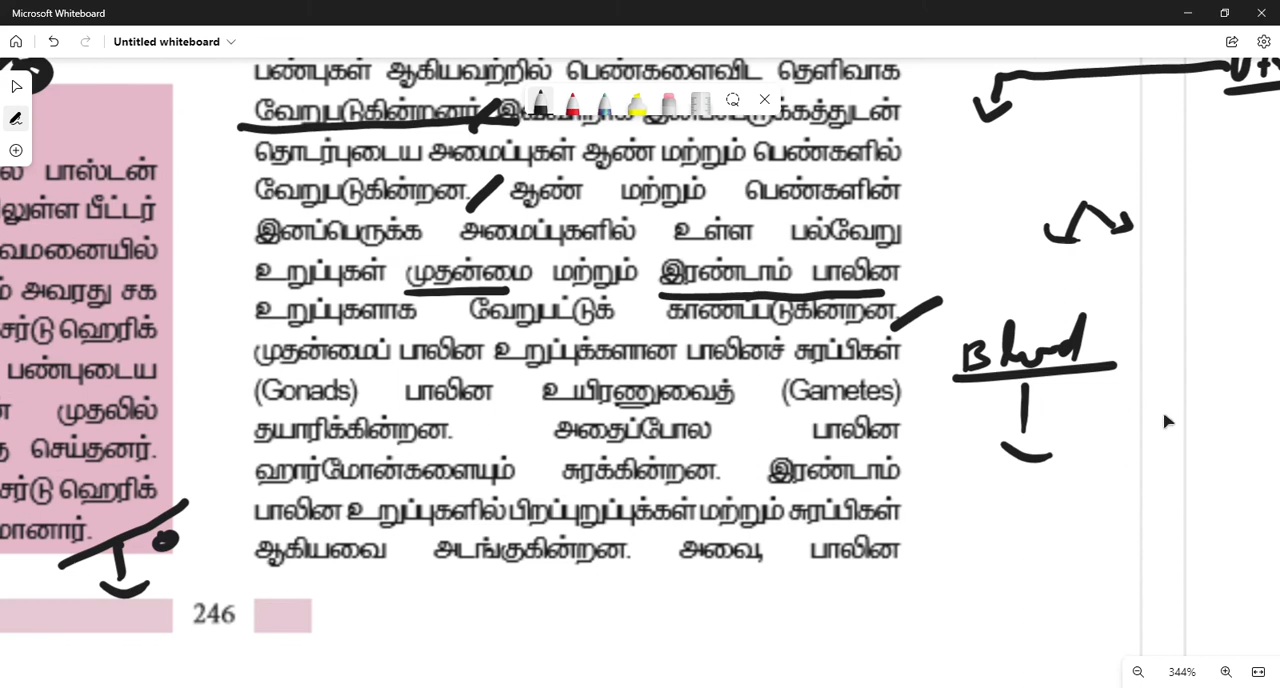 Microsoft Whiteboard
Untitled whiteboard
பண்புகள் ஆகியவற்றில் பெண்களைவிட தெளிவாக
வேறுபடுகின்றனர்
தொடர்புடைய அமைப்புகள் ஆண் மற்றும் பெண்களில்
வேறுபடுகின்றன. ஆண் மற்றும் பெண்களின்
இனப்பெருக்க அமைப்புகளில் உள்ள பல்வேறு
உறுப்புகள் முதன்மை மற்றும் இரண்டாம் பாலின
உறுப்புகளாக வேறுபட்டுக் காணப்படுகின்றன.
முதன்மைப் பாலின உறுப்புக்களான பாலினச் சுரப்பிகள்
(Gonads) பாலின உயிரணுவைத் (Gametes)
தயாரிக்கின்றன. அதைப்போல பாலின
ஹார்மோன்களையும் சுரக்கின்றன. இரண்டாம்
பாலின உறுப்புகளில் பிறப்புறுப்புக்கள் மற்றும் சுரப்பிகள்
ஆகியவை அடங்குகின்றன. அவை, பாலின
பாஸ்டன்
பீட்டர்
அவரது சக
ஹெரிக்
பண்புடைய
முதலில்
செய்தனர்.
ஹெரிக்
246
344%